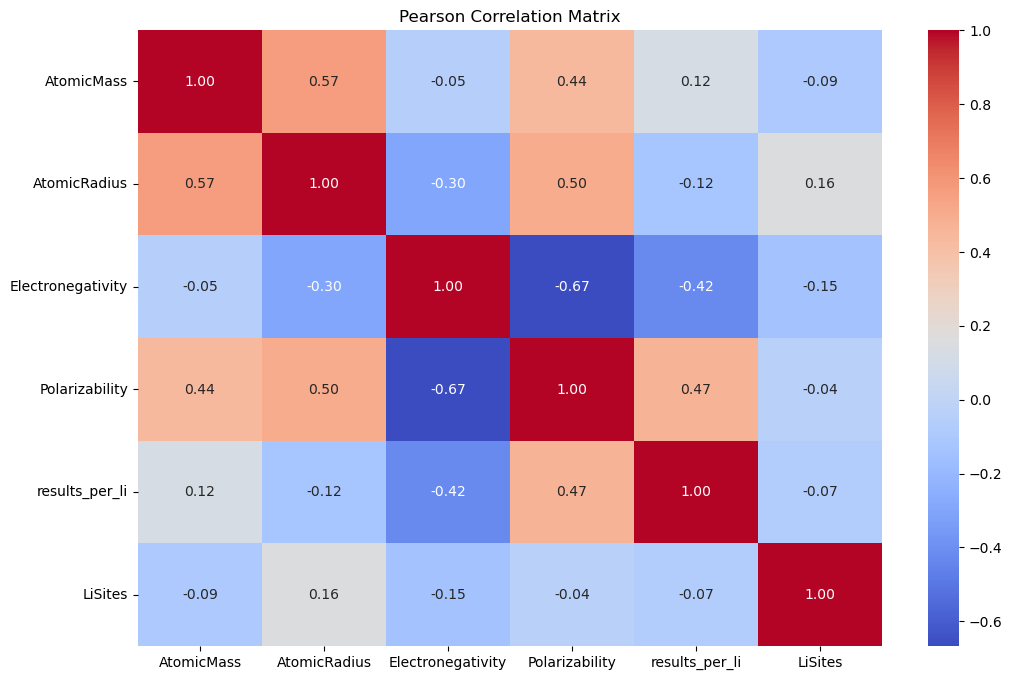 Pearson Correlation Matrix
AtomicMass 1.00 0.57 -0.05 0.44 0.12 -0.09
AtomicRadius 0.57 1.00 -0.30 0.50 -0.12 0.16
Electronegativity -0.05 -0.30 1.00 -0.67 -0.42 -0.15
Polarizability 0.44 0.50 -0.67 1.00 0.47 -0.04
results_per_li 0.12 -0.12 -0.42 0.47 1.00 -0.07
LiSites -0.09 0.16 -0.15 -0.04 -0.07 1.00
AtomicMass AtomicRadius Electronegativity Polarizability results_per_li LiSites
1.0
0.8
0.6
0.4
0.2
0.0
−0.2
−0.4
−0.6